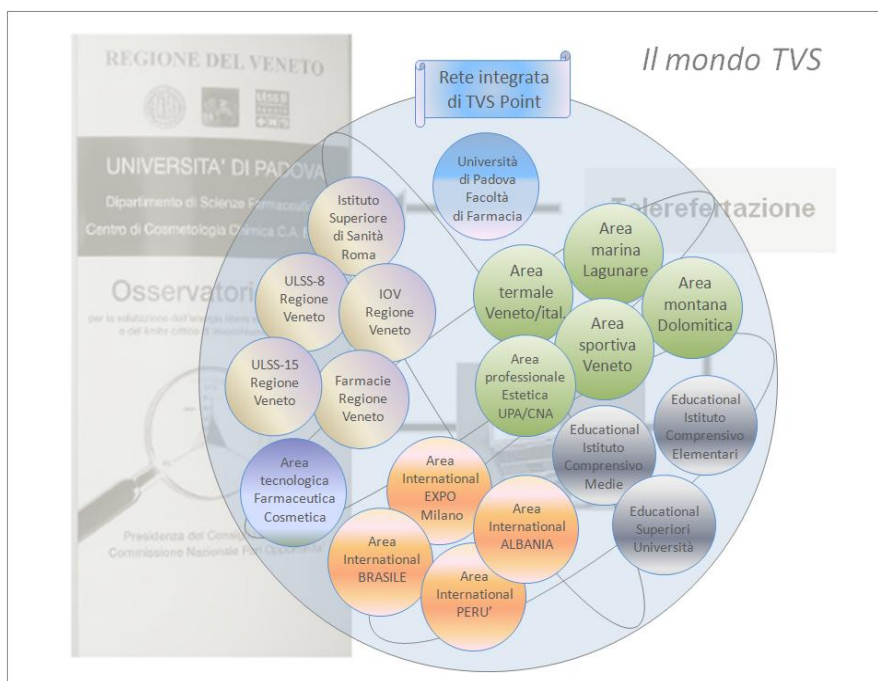 Il mondo TVS
Rete integrata
di TVS Point
REGIONE DEL VENETO
UNIVERSITA' DI PADOVA
Dipartimento di Scienze Farmaceutiche
Centro di Cosmetologia Chimica C.A.
Osservatorio
Telerefertazione
Università
di Padova
Facoltà
di Farmacia
Istituto
Superiore
di Sanità
Roma
ULSS-8
Regione
Veneto
IOV
Regione
Veneto
ULSS-15
Regione
Veneto
Farmacie
Regione
Veneto
Area
tecnologica
Farmaceutica
Cosmetica
Area
marina
Lagunare
Area
termale
Veneto/ital.
Area
montana
Dolomitica
Area
sportiva
Veneto
Area
professionale
Estetica
UPA/CNA
Educational
Istituto
Comprensivo
Elementari
Educational
Istituto
Comprensivo
Medie
Educational
Superiori
Università
Area
International
EXPO
Milano
Area
International
ALBANIA
Area
International
BRASILE
Area
International
PERU'
Presidenza del Consig
Commissione Nazionale Pari Opportunità